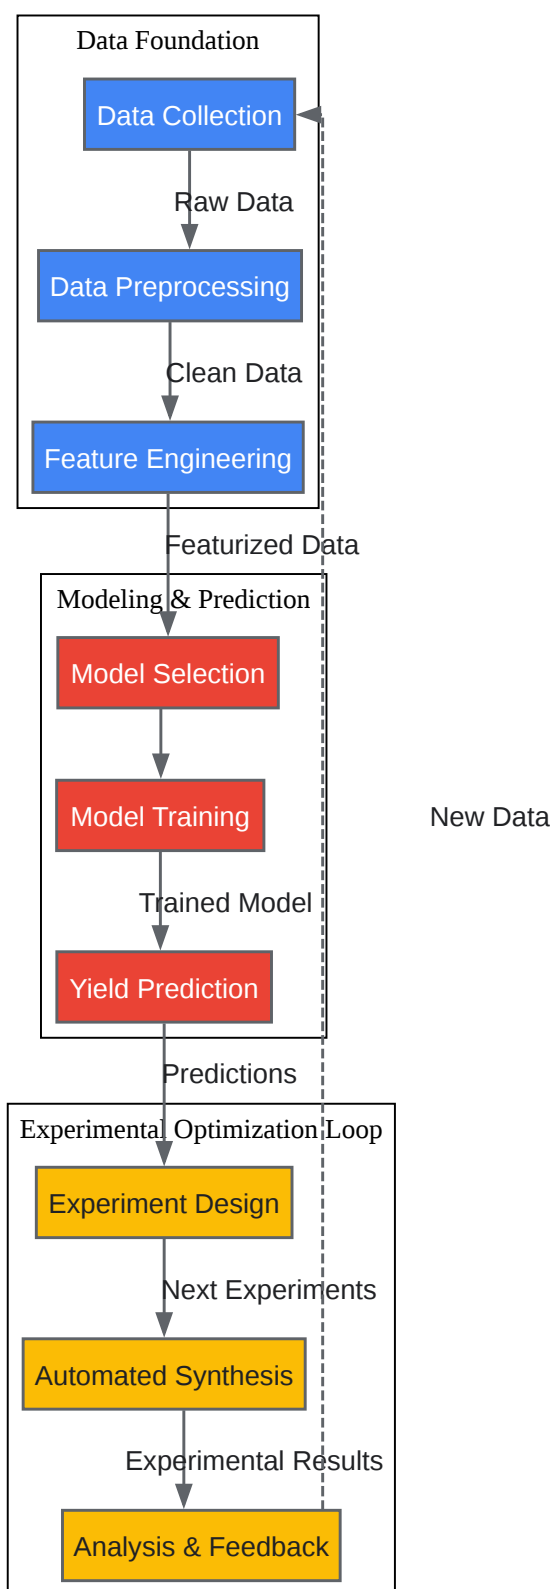 Data Foundation
Data Collection
Raw Data
Data Preprocessing
Clean Data
Feature Engineering
Featurized Data
Modeling & Prediction
Model Selection
Model Training
New Data
Trained Model
Yield Prediction
Predictions
Experimental Optimization Loop
Experiment Design
Next Experiments
Automated Synthesis
Experimental Results
Analysis & Feedback